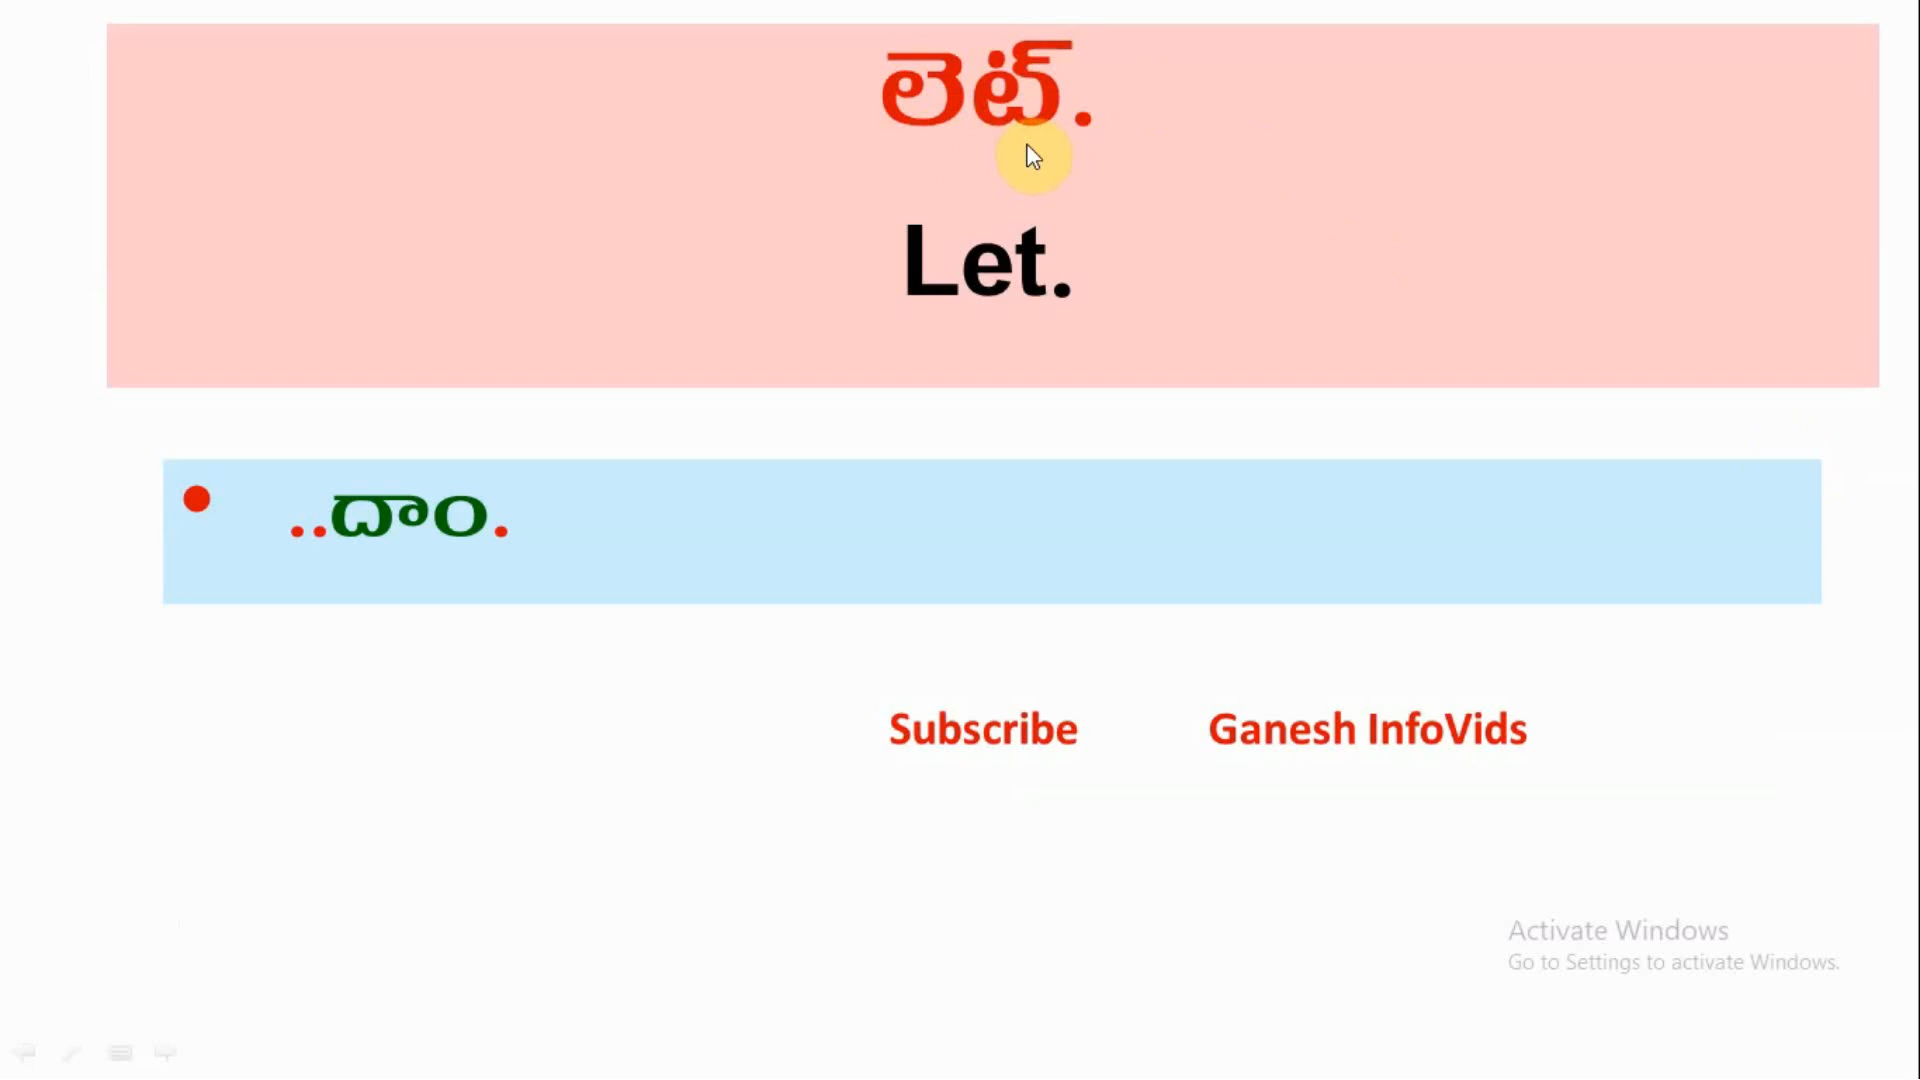 లెట్.
Let.
• ..దాం.
Subscribe Ganesh InfoVids
Activate Windows
Go to Settings to activate Windows.